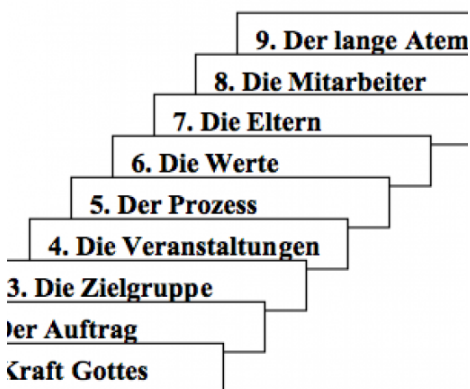 9. Der lange Atem
8. Die Mitarbeiter
7. Die Eltern
6. Die Werte
5. Der Prozess
4. Die Veranstaltungen
3. Die Zielgruppe
Der Auftrag
Kraft Gottes